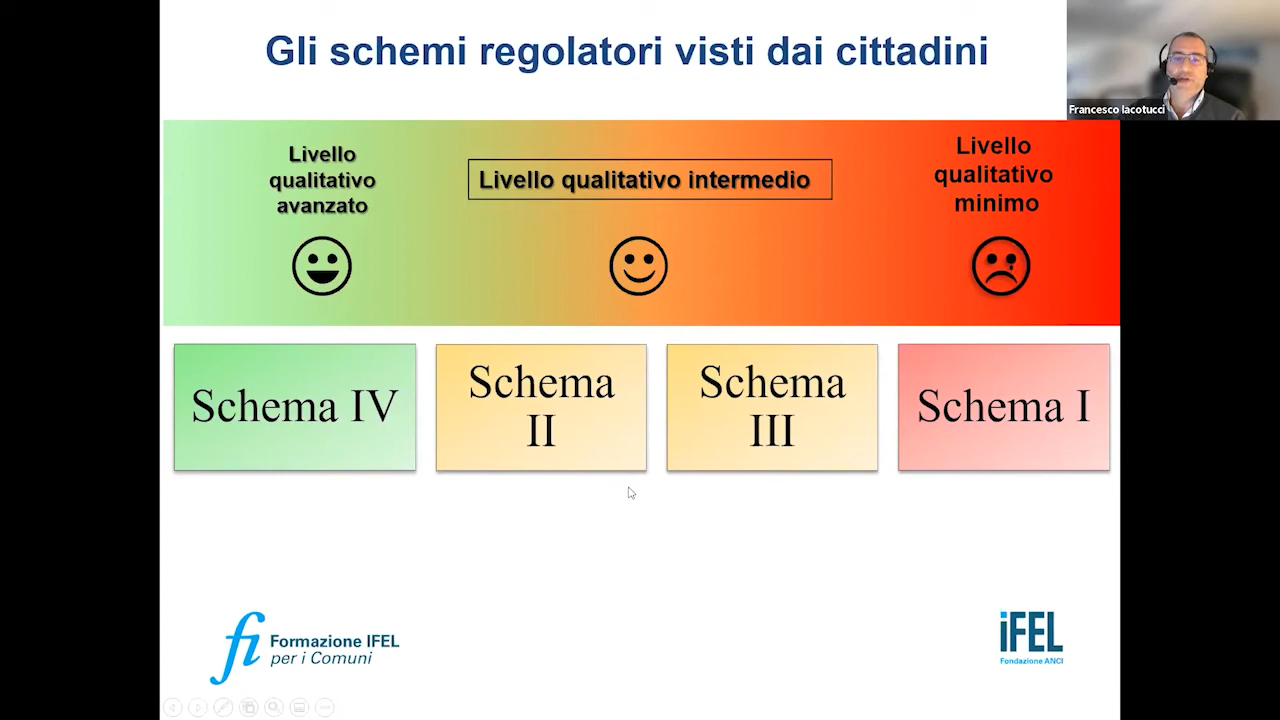 Gli schemi regolatori visti dai cittadini
Francesco Iacotucci
Livello
qualitativo
avanzato
Livello qualitativo intermedio
Livello
qualitativo
minimo
Schema IV
Schema
II
Schema
III
Schema I
fi
Formazione IFEL
per i Comuni
iFEL
Fondazione ANCI